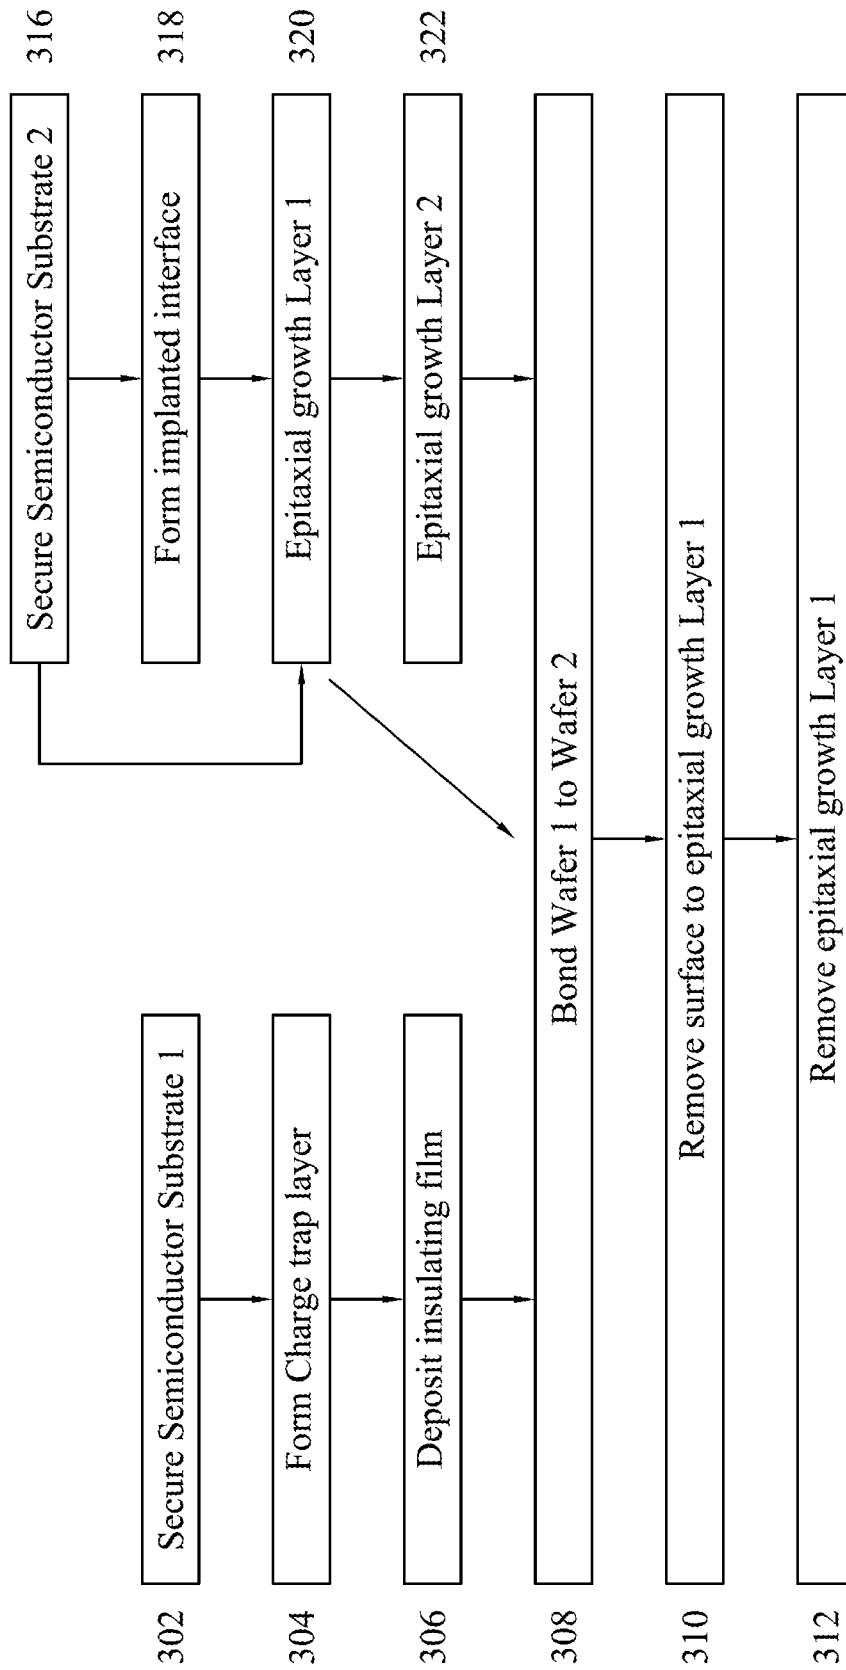 Secure Semiconductor Substrate 2
316
302
Secure Semiconductor Substrate 1
Form implanted interface
318
304
Form Charge trap layer
Epitaxial growth Layer 1
320
306
Deposit insulating film
Epitaxial growth Layer 2
322
308
Bond Wafer 1 to Wafer 2
310
Remove surface to epitaxial growth Layer 1
312
Remove epitaxial growth Layer 1